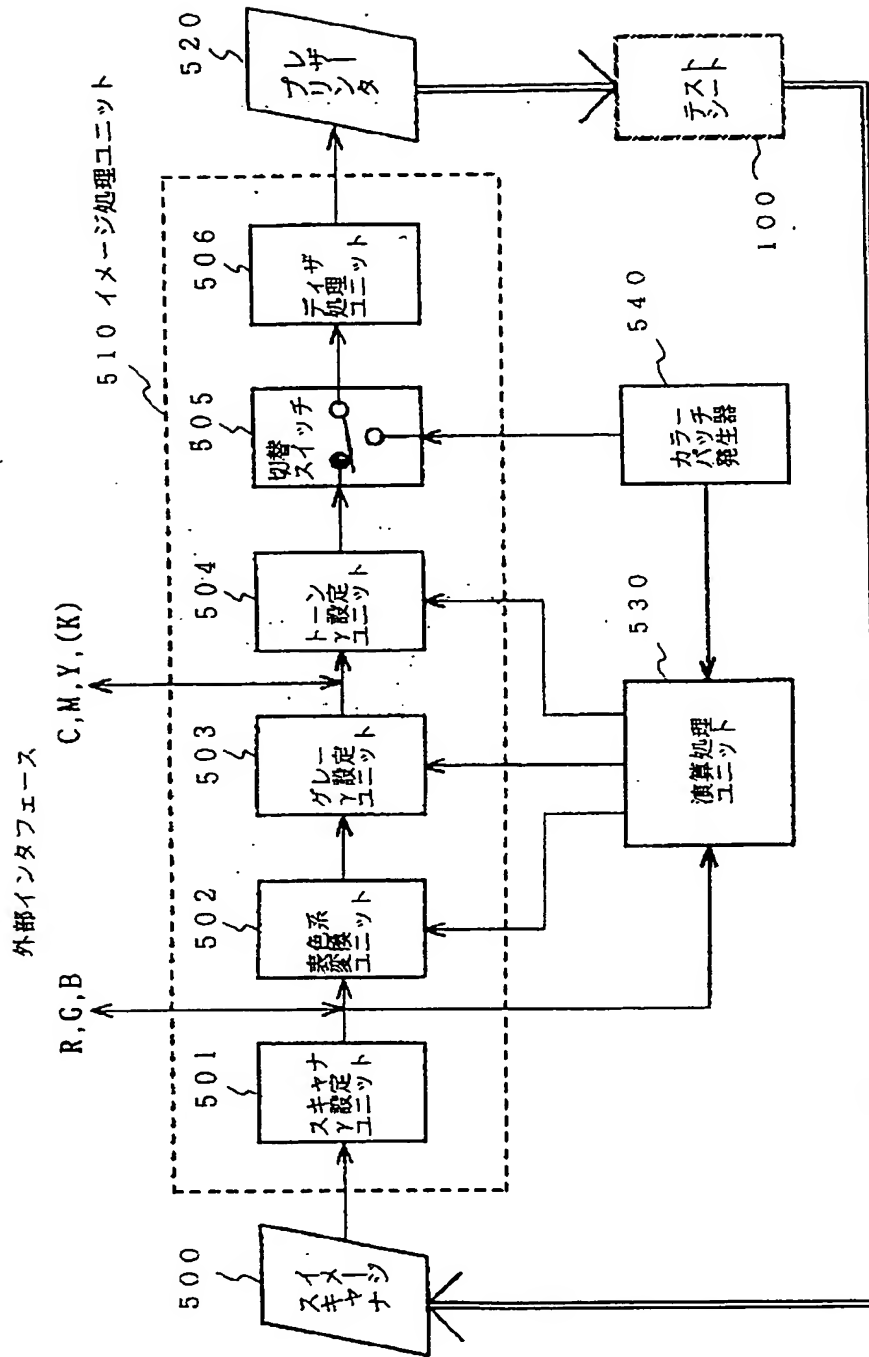 外部インタフェース
R,G,B
C,M,Y,(K)
510 イメージ処理ユニット
500
イメージ
スキャナ
501
スキャナ
γ設定
ユニット
502
表色系
変換
ユニット
503
グレー
γ設定
ユニット
504
トーン
γ設定
ユニット
505
切替
スイッチ
506
ディザ
処理
ユニット
520
レザー
プリンタ
530
演算処理
ユニット
540
カラー
パッチ
発生器
100
テスト
シート